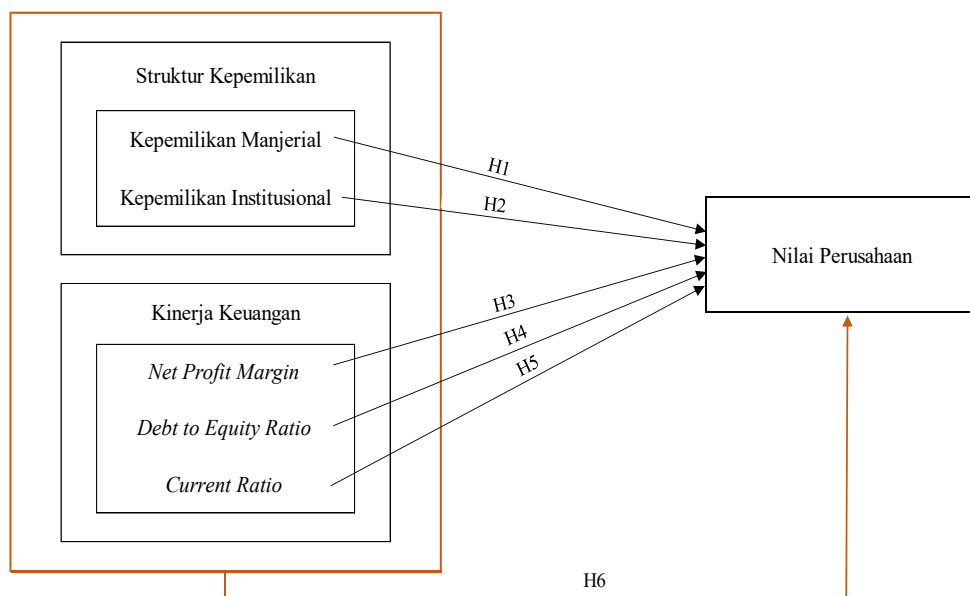 Struktur Kepemilikan
Kepemilikan Manjerial
Kepemilikan Institusional
H1
H2
Nilai Perusahaan
Kinerja Keuangan
Net Profit Margin
Debt to Equity Ratio
Current Ratio
H3
H4
H5
H6